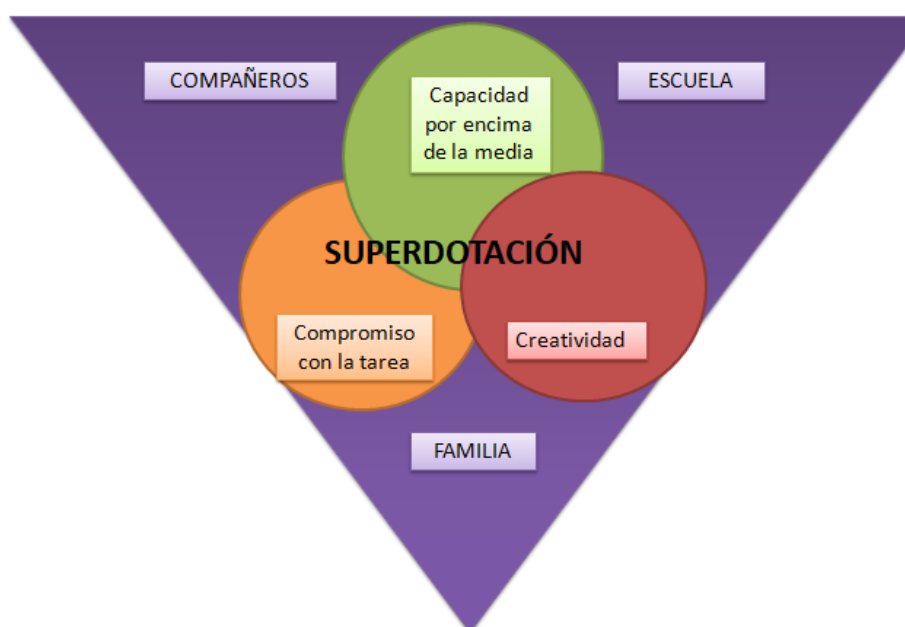 COMPAÑEROS
ESCUELA
Capacidad
por encima
de la media
SUPERDOTACIÓN
Compromiso
con la tarea
Creatividad
FAMILIA